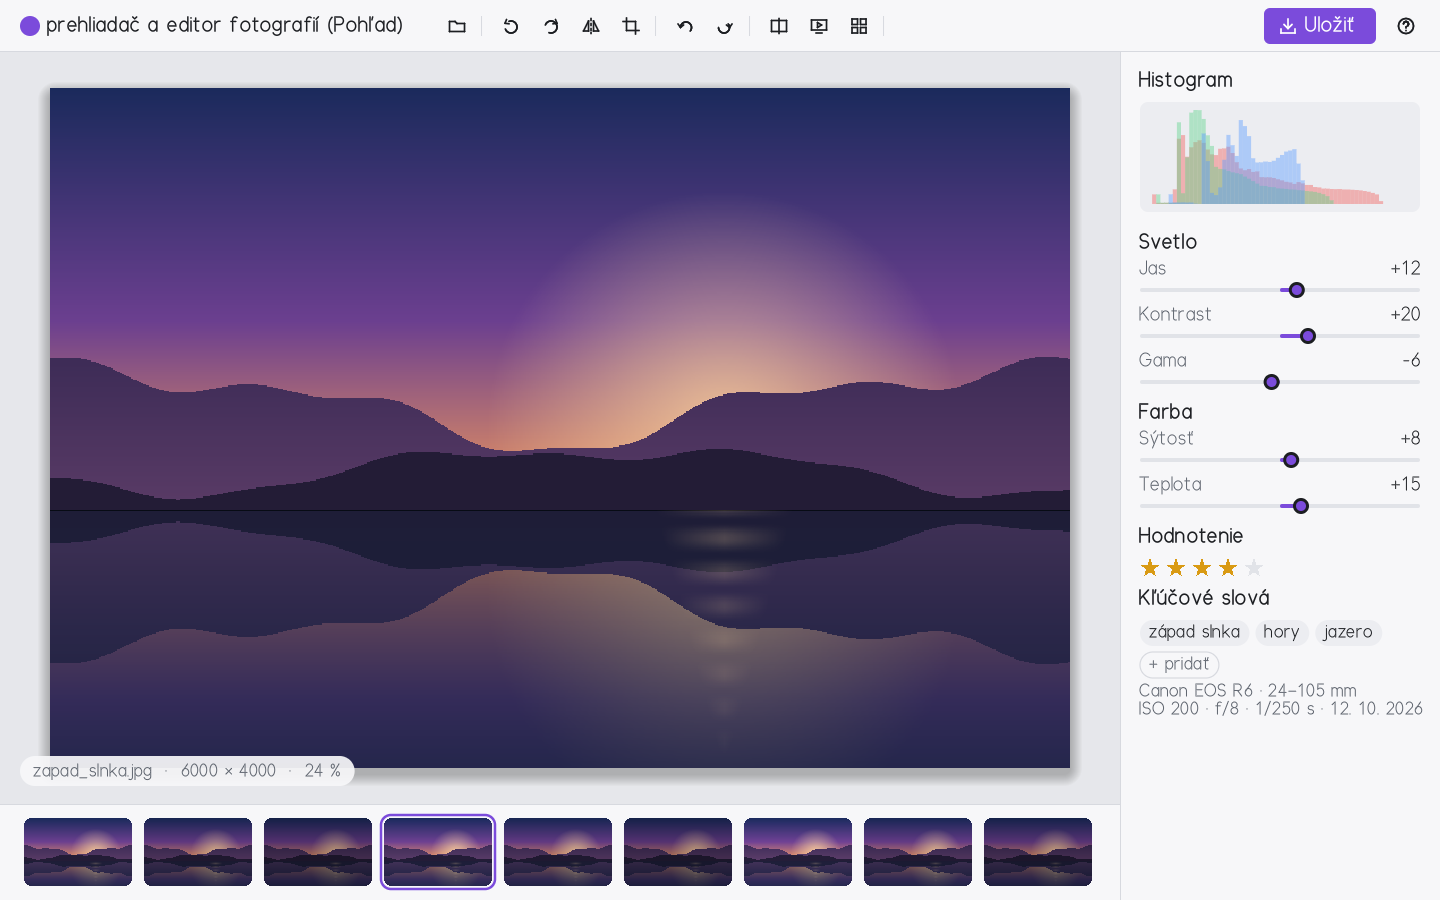 prehliadač a editor fotografií (Pohľad)
Uložiť
Histogram
Svetlo
Jas +12
Kontrast +20
Gama -6
Farba
Sýtosť +8
Teplota +15
Hodnotenie
Kľúčové slová
západ slnka hory jazero
+ pridať
Canon EOS R6 · 24–105 mm
ISO 200 · f/8 · 1/250 s · 12. 10. 2026
zapad_slnka.jpg · 6000 × 4000 · 24 %